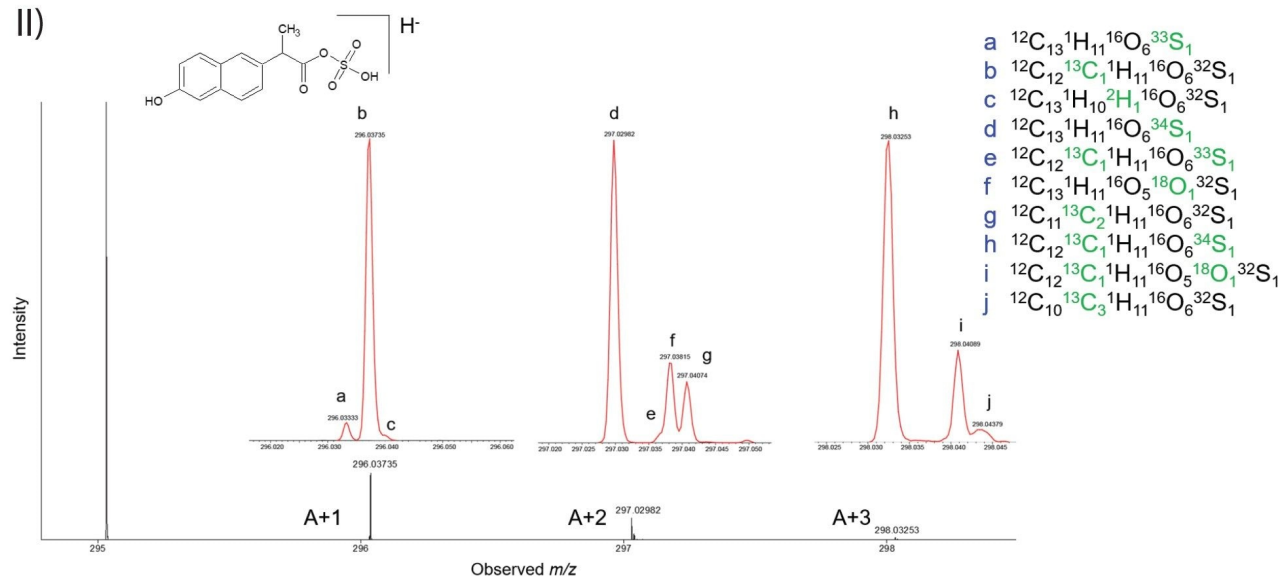 II)
CH₃
H⁻
HO
O
O
O
S
OH
O
a ¹²C₁₃¹H₁₁¹⁶O₆³³S₁
b ¹²C₁₂¹³C₁¹H₁₁¹⁶O₆³²S₁
c ¹²C₁₃¹H₁₀²H₁¹⁶O₆³²S₁
d ¹²C₁₃¹H₁₁¹⁶O₆³⁴S₁
e ¹²C₁₂¹³C₁¹H₁₁¹⁶O₆³³S₁
f ¹²C₁₃¹H₁₁¹⁶O₅¹⁸O₁³²S₁
g ¹²C₁₁¹³C₂¹H₁₁¹⁶O₆³²S₁
h ¹²C₁₂¹³C₁¹H₁₁¹⁶O₆³⁴S₁
i ¹²C₁₂¹³C₁¹H₁₁¹⁶O₅¹⁸O₁³²S₁
j ¹²C₁₀¹³C₃¹H₁₁¹⁶O₆³²S₁
Intensity
b
296.03735
a
296.03333
c
296.020 296.030 296.040 296.050 296.060
d
297.02982
f
297.03815
g
297.04074
e
297.020 297.025 297.030 297.035 297.040 297.045 297.050
h
298.03253
i
298.04089
j
298.04379
298.025 298.030 298.035 298.040 298.045
296.03735
A+1
297.02982
A+2
298.03253
A+3
295 296 297 298
Observed m/z